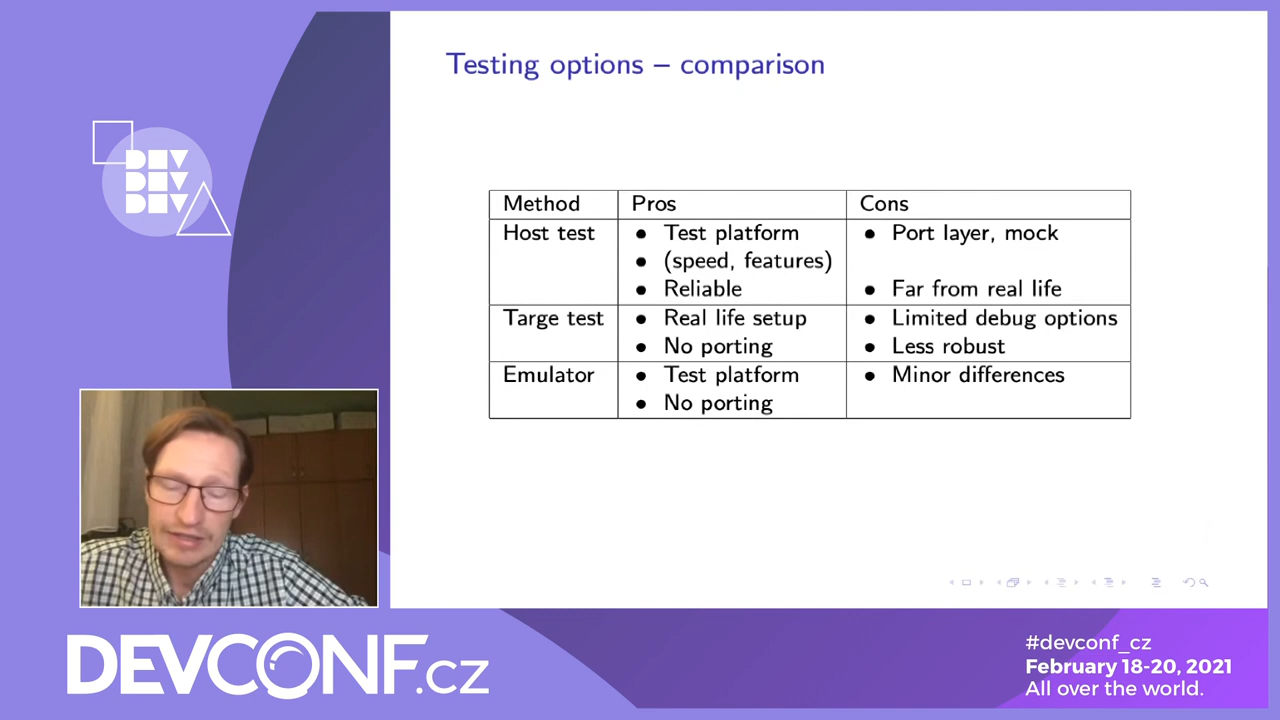 Testing options – comparison
DEV
DEV
DEV
Method Pros Cons
Host test • Test platform • Port layer, mock
• (speed, features)
• Reliable • Far from real life
Targe test • Real life setup • Limited debug options
• No porting • Less robust
Emulator • Test platform • Minor differences
• No porting
DEVCONF.cz
#devconf_cz
February 18-20, 2021
All over the world.